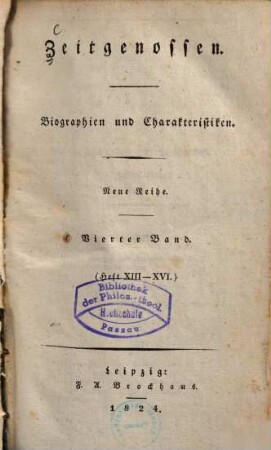 Zeitgenossen.
Biographien und Charakteristiken.
Neue Reihe.
Vierter Band.
(Heft XIII—XVI.)
Bibliothek
der Philos.-theol.
Hochschule
Passau
Leipzig:
F. A. Brockhaus.
1824.